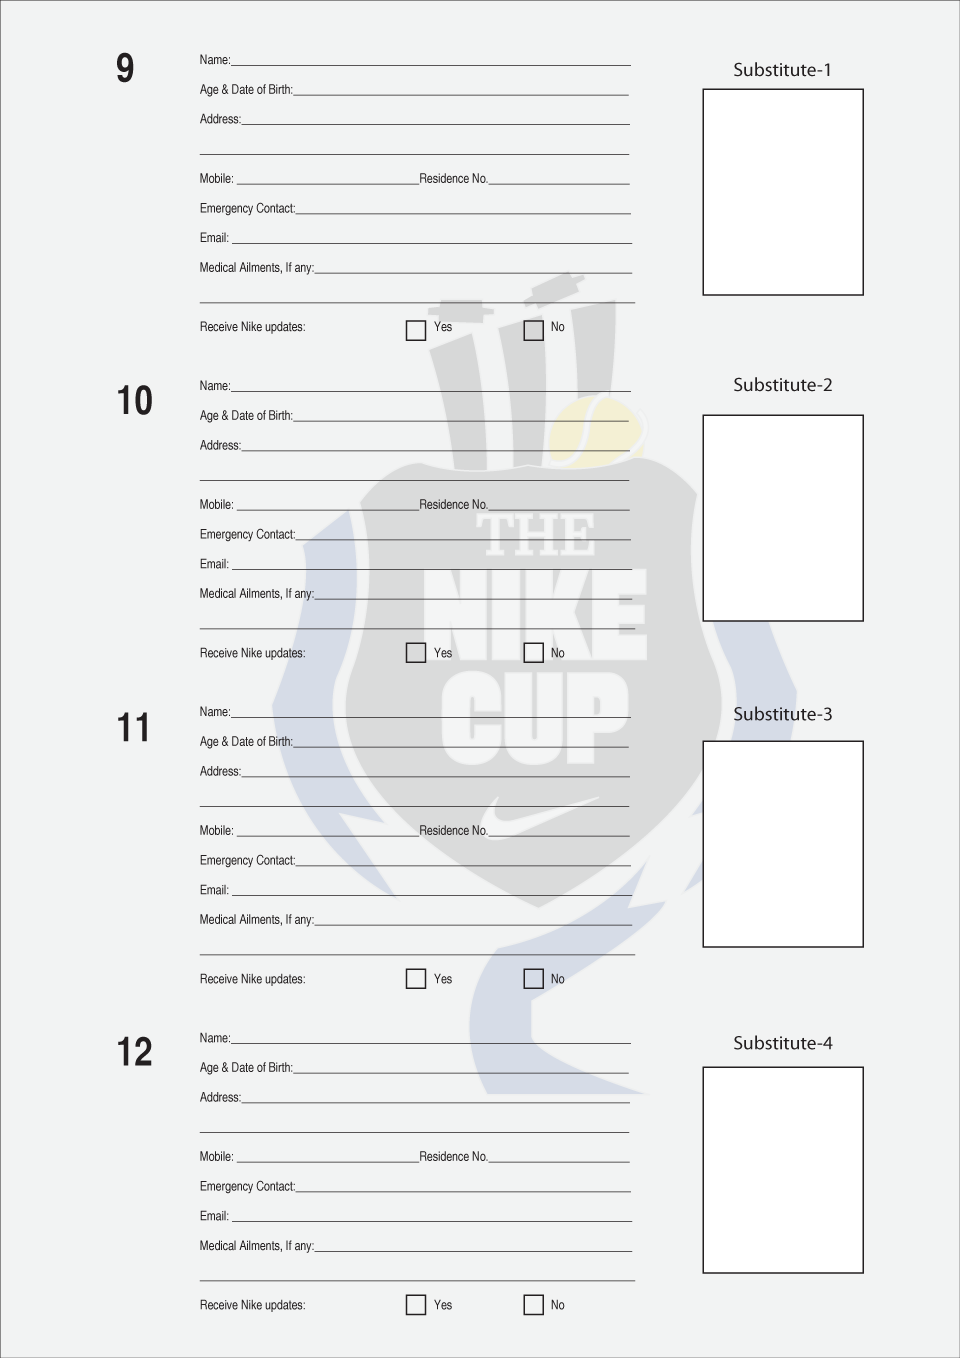 9
Substitute-1
Name:
Age & Date of Birth:
Address:
Mobile: Residence No.
Emergency Contact:
Email:
Medical Ailments, If any:
Receive Nike updates: Yes No
10
Substitute-2
Name:
Age & Date of Birth:
Address:
Mobile: Residence No.
Emergency Contact:
Email:
Medical Ailments, If any:
Receive Nike updates: Yes No
THE
NIKE
CUP
11
Substitute-3
Name:
Age & Date of Birth:
Address:
Mobile: Residence No.
Emergency Contact:
Email:
Medical Ailments, If any:
Receive Nike updates: Yes No
12
Substitute-4
Name:
Age & Date of Birth:
Address:
Mobile: Residence No.
Emergency Contact:
Email:
Medical Ailments, If any:
Receive Nike updates: Yes No